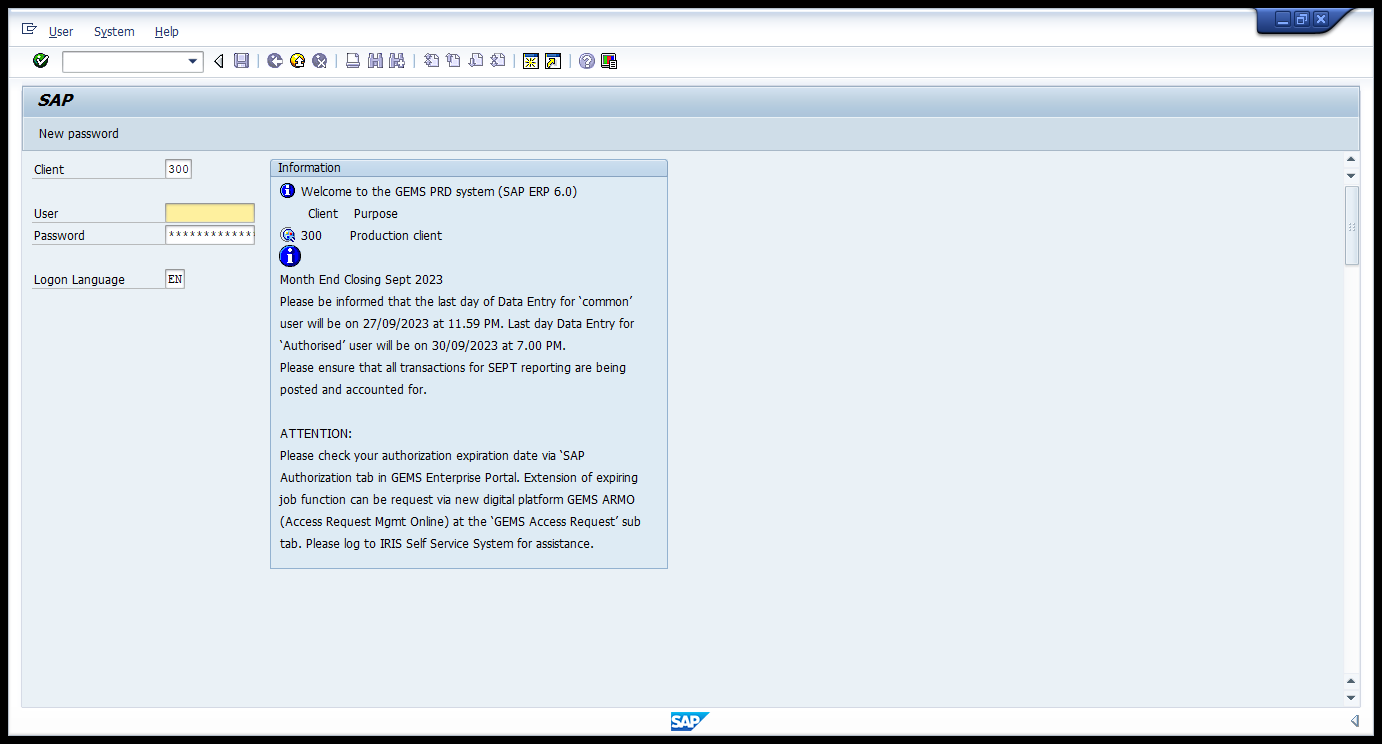 User System Help
SAP
New password
Client 300
User
Password *************
Logon Language EN
Information
Welcome to the GEMS PRD system (SAP ERP 6.0)
Client Purpose
300 Production client
Month End Closing Sept 2023
Please be informed that the last day of Data Entry for ‘common’
user will be on 27/09/2023 at 11.59 PM. Last day Data Entry for
‘Authorised’ user will be on 30/09/2023 at 7.00 PM.
Please ensure that all transactions for SEPT reporting are being
posted and accounted for.
ATTENTION:
Please check your authorization expiration date via ‘SAP
Authorization tab in GEMS Enterprise Portal. Extension of expiring
job function can be request via new digital platform GEMS ARMO
(Access Request Mgmt Online) at the ‘GEMS Access Request’ sub
tab. Please log to IRIS Self Service System for assistance.
SAP